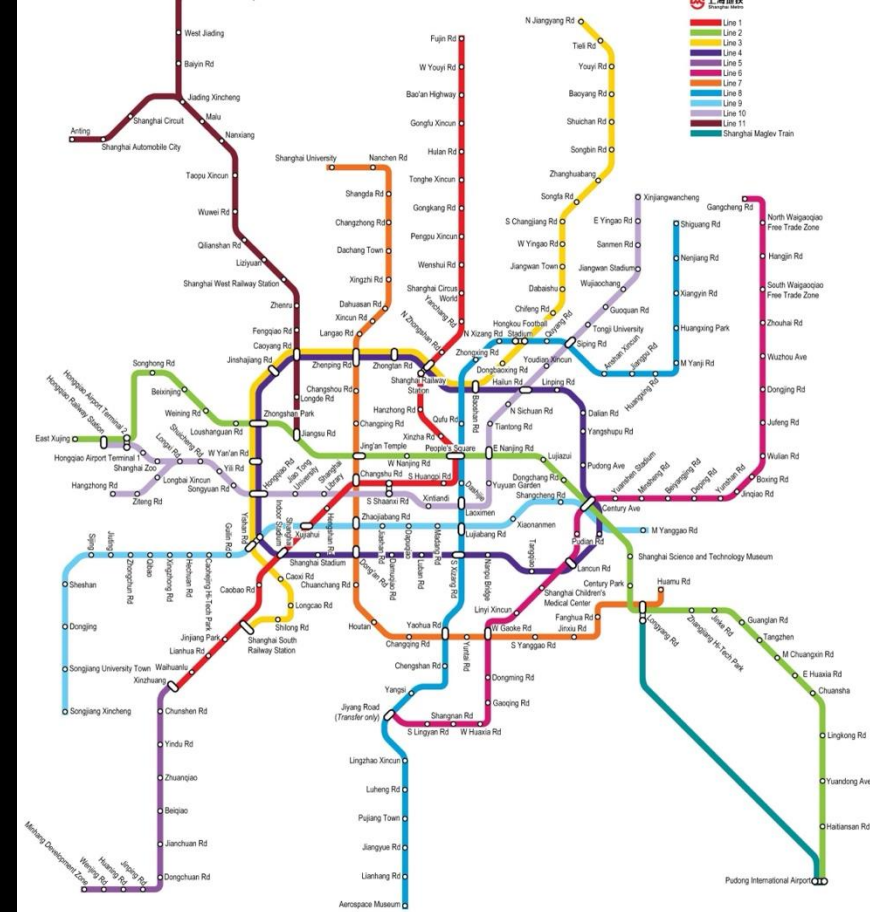 上海地铁
Shanghai Metro
Line 1
Line 2
Line 3
Line 4
Line 5
Line 6
Line 7
Line 8
Line 9
Line 10
Line 11
Shanghai Maglev Train
West Jiading
Baiyin Rd
Jiading Xincheng
Shanghai Circuit
Malu
Anting
Nanxiang
Shanghai Automobile City
Taopu Xincun
Wuwei Rd
Qilianshan Rd
Liziyuan
Shanghai West Railway Station
Zhenru
Fengqiao Rd
Caoyang Rd
Jinshajiang Rd
Longde Rd
Jiangsu Rd
Shanghai University
Nanchen Rd
Shangda Rd
Changzhong Rd
Dachang Town
Xingzhi Rd
Dahuasan Rd
Xincun Rd
Langao Rd
Zhenping Rd
Changshou Rd
Changping Rd
Jing'an Temple
Fujin Rd
W Youyi Rd
Bao'an Highway
Gongfu Xincun
Hulan Rd
Tonghe Xincun
Gongkang Rd
Pengpu Xincun
Wenshui Rd
Shanghai Circus
World
Yanchang Rd
N Zhongshan Rd
Zhongtan Rd
Shanghai Railway
Station
Hanzhong Rd
Xinzha Rd
People's Square
N Jiangyang Rd
Tieli Rd
Youyi Rd
Baoyang Rd
Shuichan Rd
Songbin Rd
Zhanghuabang
Songfa Rd
S Changjiang Rd
W Yingao Rd
Jiangwan Town
Dabaishu
Chifeng Rd
Hongkou Football
Stadium
N Xizang Rd
Zhongxing Rd
Dongbaoxing Rd
Baoshan Rd
Quyang Rd
Youdian Xincun
Hailun Rd
Linping Rd
Xinjiangwancheng
E Yingao Rd
Sanmen Rd
Jiangwan Stadium
Wujiaochang
Guoquan Rd
Tongji University
Siping Rd
Shiguang Rd
Nenjiang Rd
Xiangyin Rd
Huangxing Park
M Yanji Rd
Huangxing Rd
Jiangpu Rd
Anshan Xincun
Gangcheng Rd
North Waigaoqiao
Free Trade Zone
Hangjin Rd
South Waigaoqiao
Free Trade Zone
Zhouhai Rd
Wuzhou Ave
Dongjing Rd
Jufeng Rd
Wulian Rd
Boxing Rd
Jinqiao Rd
Yunshan Rd
Deping Rd
Beiyangjing Rd
Minsheng Rd
Yuanshen Stadium
Century Ave
Dalian Rd
Yangshupu Rd
Pudong Ave
Qufu Rd
N Sichuan Rd
Tiantong Rd
E Nanjing Rd
Lujiazui
Dongchang Rd
Shangcheng Rd
Yuyuan Garden
Dashijie
Laoximen
Xintiandi
S Huangpi Rd
W Nanjing Rd
S Shaanxi Rd
Changshu Rd
Zhaojiabang Rd
Jiashan Rd
Dapuqiao
Madang Rd
Lujiabang Rd
Xiaonanmen
M Yanggao Rd
Songhong Rd
Beixinjing
Weining Rd
Loushanguan Rd
Zhongshan Park
East Xujing
Hongqiao Railway Station
Hongqiao Airport Terminal 2
Hongqiao Airport Terminal 1
Shanghai Zoo
Longxi Rd
Shuicheng Rd
Yili Rd
Songyuan Rd
Longbai Xincun
Ziteng Rd
Hangzhong Rd
W Yan'an Rd
Hongqiao Rd
Jiao Tong
University
Shanghai
Library
Hengshan Rd
Xujiahui
Shanghai
Indoor Stadium
Yishan Rd
Guilin Rd
Caohejing Hi-Tech Park
Hechuan Rd
Xingzhong Rd
Qibao
Zhongchun Rd
Jiuting
Sijing
Sheshan
Dongjing
Songjiang University Town
Songjiang Xincheng
Shanghai Stadium
Dong'an Rd
Damuqiao Rd
Luban Rd
S Xizang Rd
Nanpu Bridge
Tangqiao
Lancun Rd
Pudian Rd
Caoxi Rd
Longcao Rd
Shilong Rd
Shanghai South
Railway Station
Caobao Rd
Jinjiang Park
Lianhua Rd
Waihuanlu
Xinzhuang
Chunshen Rd
Yindu Rd
Zhuanqiao
Beiqiao
Jianchuan Rd
Dongchuan Rd
Jinping Rd
Huaning Rd
Wenjing Rd
Minhang Development Zone
Chuanchang Rd
Houtan
Changqing Rd
Yaohua Rd
Yuntai Rd
W Gaoke Rd
S Yanggao Rd
Jinxiu Rd
Fanghua Rd
Huamu Rd
Longyang Rd
Shanghai Children's
Medical Center
Linyi Xincun
Dongming Rd
Gaoqing Rd
W Huaxia Rd
Shangnan Rd
S Lingyan Rd
Jiyang Road
(Transfer only)
Chengshan Rd
Yangsi
Lingzhao Xincun
Luheng Rd
Pujiang Town
Jiangyue Rd
Lianhang Rd
Aerospace Museum
Shanghai Science and Technology Museum
Century Park
Zhangjiang Hi-Tech Park
Jinke Rd
Guanglan Rd
Tangzhen
M Chuangxin Rd
E Huaxia Rd
Chuansha
Lingkong Rd
Yuandong Ave
Haitiansan Rd
Pudong International Airport